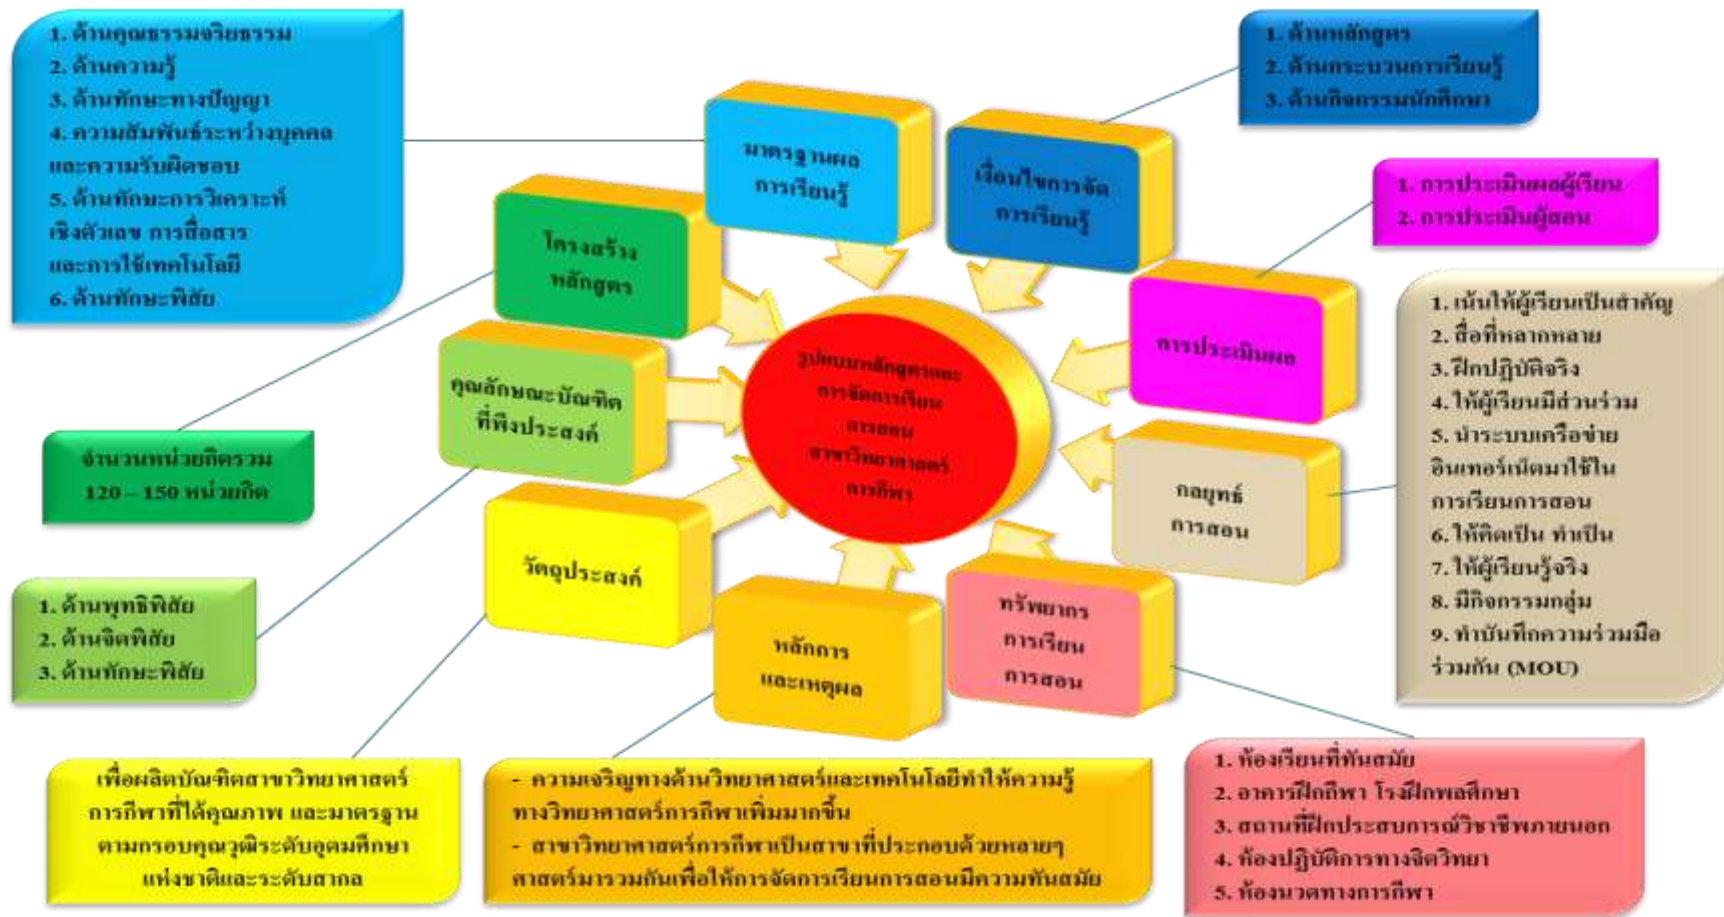 1. ด้านคุณธรรมจริยธรรม
2. ด้านความรู้
3. ด้านทักษะทางปัญญา
4. ความสัมพันธ์ระหว่างบุคคล
และความรับผิดชอบ
5. ด้านทักษะการวิเคราะห์
เชิงตัวเลข การสื่อสาร
และการใช้เทคโนโลยี
6. ด้านทักษะพิสัย
มาตรฐานผล
การเรียนรู้
เงื่อนไขการจัด
การเรียนรู้
1. ด้านหลักสูตร
2. ด้านกระบวนการเรียนรู้
3. ด้านกิจกรรมนักศึกษา
1. การประเมินผลผู้เรียน
2. การประเมินผู้สอน
โครงสร้าง
หลักสูตร
การประเมินผล
1. เน้นให้ผู้เรียนเป็นสำคัญ
2. สื่อที่หลากหลาย
3. ฝึกปฏิบัติจริง
4. ให้ผู้เรียนมีส่วนร่วม
5. นำระบบเครือข่าย
อินเทอร์เน็ตมาใช้ใน
การเรียนการสอน
6. ให้คิดเป็น ทำเป็น
7. ให้ผู้เรียนรู้จริง
8. มีกิจกรรมกลุ่ม
9. ทำบันทึกความร่วมมือ
ร่วมกัน (MOU)
คุณลักษณะบัณฑิต
ที่พึงประสงค์
รูปแบบหลักสูตรและ
การจัดการเรียน
การสอน
สาขาวิทยาศาสตร์
การกีฬา
จำนวนหน่วยกิตรวม
120 – 150 หน่วยกิต
กลยุทธ์
การสอน
วัตถุประสงค์
1. ด้านพุทธิพิสัย
2. ด้านจิตพิสัย
3. ด้านทักษะพิสัย
หลักการ
และเหตุผล
ทรัพยากร
การเรียน
การสอน
เพื่อผลิตบัณฑิตสาขาวิทยาศาสตร์
การกีฬาที่ได้คุณภาพ และมาตรฐาน
ตามกรอบคุณวุฒิระดับอุดมศึกษา
แห่งชาติและระดับสากล
- ความเจริญทางด้านวิทยาศาสตร์และเทคโนโลยีทำให้ความรู้
ทางวิทยาศาสตร์การกีฬาเพิ่มมากขึ้น
- สาขาวิทยาศาสตร์การกีฬาเป็นสาขาที่ประกอบด้วยหลายๆ
ศาสตร์มารวมกันเพื่อให้การจัดการเรียนการสอนมีความทันสมัย
1. ห้องเรียนที่ทันสมัย
2. อาคารฝึกกีฬา โรงฝึกพลศึกษา
3. สถานที่ฝึกประสบการณ์วิชาชีพภายนอก
4. ห้องปฏิบัติการทางจิตวิทยา
5. ห้องนวดทางการกีฬา